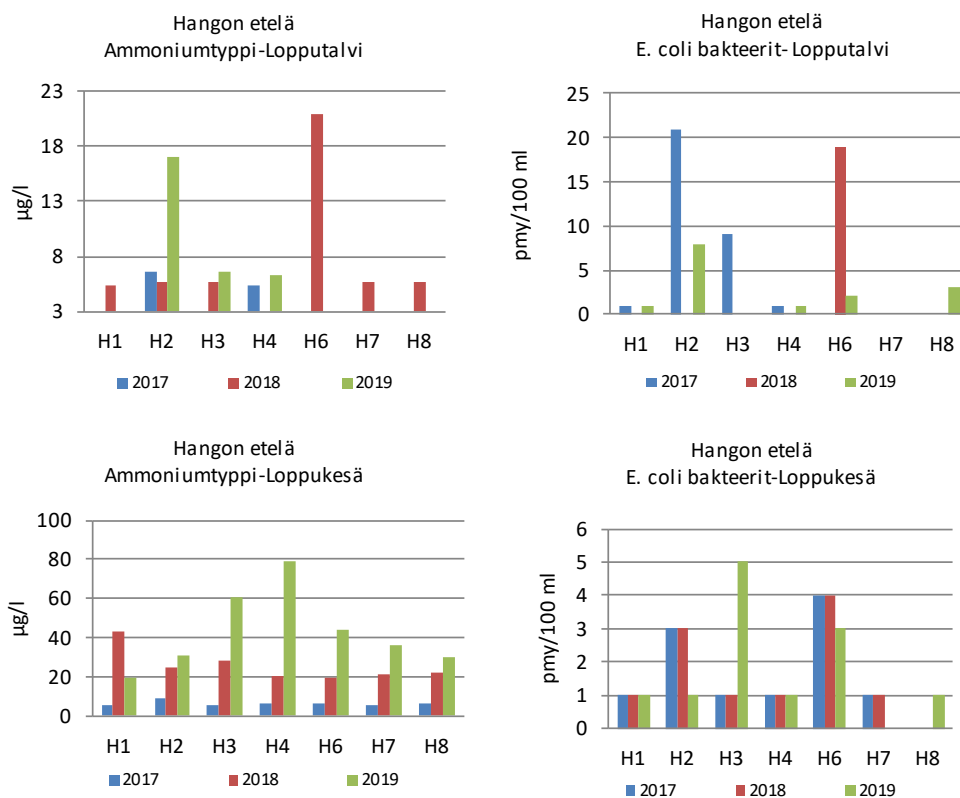 Hangon etelä
Ammoniumtyppi-Lopputalvi
23
18
13
8
3
µg/l
H1 H2 H3 H4 H6 H7 H8
2017 2018 2019
Hangon etelä
E. coli bakteerit- Lopputalvi
25
20
15
10
5
0
pmy/100 ml
H1 H2 H3 H4 H6 H7 H8
2017 2018 2019
Hangon etelä
Ammoniumtyppi-Loppukesä
100
80
60
40
20
0
µg/l
H1 H2 H3 H4 H6 H7 H8
2017 2018 2019
Hangon etelä
E. coli bakteerit-Loppukesä
6
5
4
3
2
1
0
pmy/100 ml
H1 H2 H3 H4 H6 H7 H8
2017 2018 2019